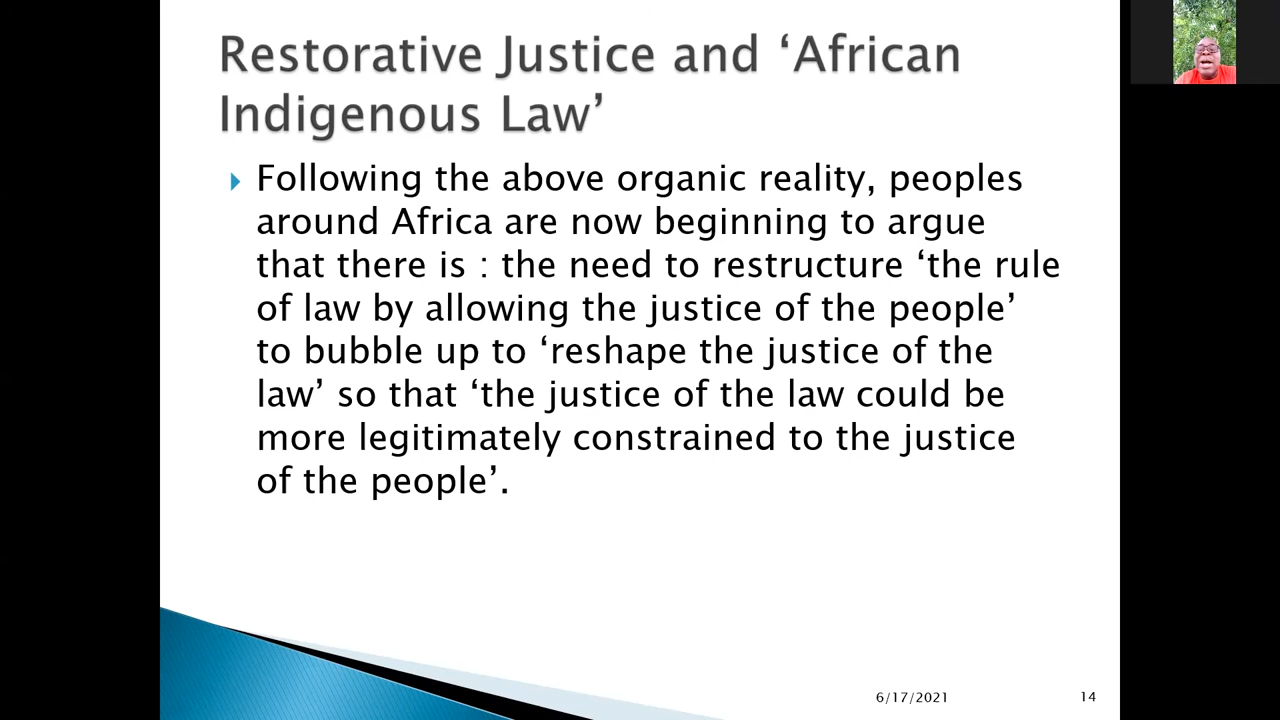 Restorative Justice and ‘African
Indigenous Law’
Following the above organic reality, peoples
around Africa are now beginning to argue
that there is : the need to restructure ‘the rule
of law by allowing the justice of the people’
to bubble up to ‘reshape the justice of the
law’ so that ‘the justice of the law could be
more legitimately constrained to the justice
of the people’.
6/17/2021
14